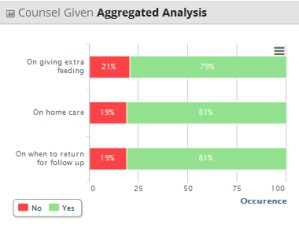 Counsel Given Aggregated Analysis
On giving extra
feeding
21%
79%
On home care
19%
81%
On when to return
for follow up
19%
81%
0 25 50 75 100
Occurence
No Yes